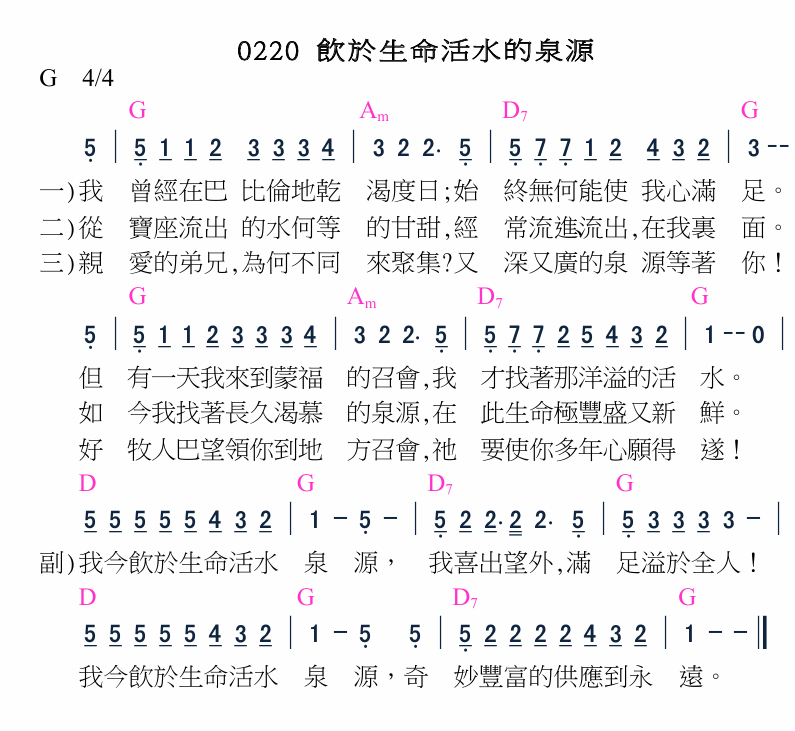 0220 飲於生命活水的泉源
G 4/4
G Am D7 G
5 | 5 1 1 2 3 3 3 4 | 3 2 2. 5 | 5 7 7 1 2 4 3 2 | 3 --
一)我 曾經在巴 比倫地乾 渴度日;始 終無何能使 我心滿 足。
二)從 寶座流出 的水何等 的甘甜,經 常流進流出,在我裏 面。
三)親 愛的弟兄,為何不同 來聚集?又 深又廣的泉 源等著 你!
G Am D7 G
5 | 5 1 1 2 3 3 3 4 | 3 2 2. 5 | 5 7 7 2 5 4 3 2 | 1 -- 0 |
但 有一天我來到蒙福 的召會,我 才找著那洋溢的活 水。
如 今我找著長久渴慕 的泉源,在 此生命極豐盛又新 鮮。
好 牧人巴望領你到地 方召會,祂 要使你多年心願得 遂!
D G D7 G
5 5 5 5 5 4 3 2 | 1 - 5 - | 5 2 2. 2 2. 5 | 5 3 3 3 3 - |
副)我今飲於生命活水 泉 源, 我喜出望外,滿 足溢於全人!
D G D7 G
5 5 5 5 5 4 3 2 | 1 - 5 5 | 5 2 2 2 2 4 3 2 | 1 - - ‖
我今飲於生命活水 泉 源,奇 妙豐富的供應到永 遠。